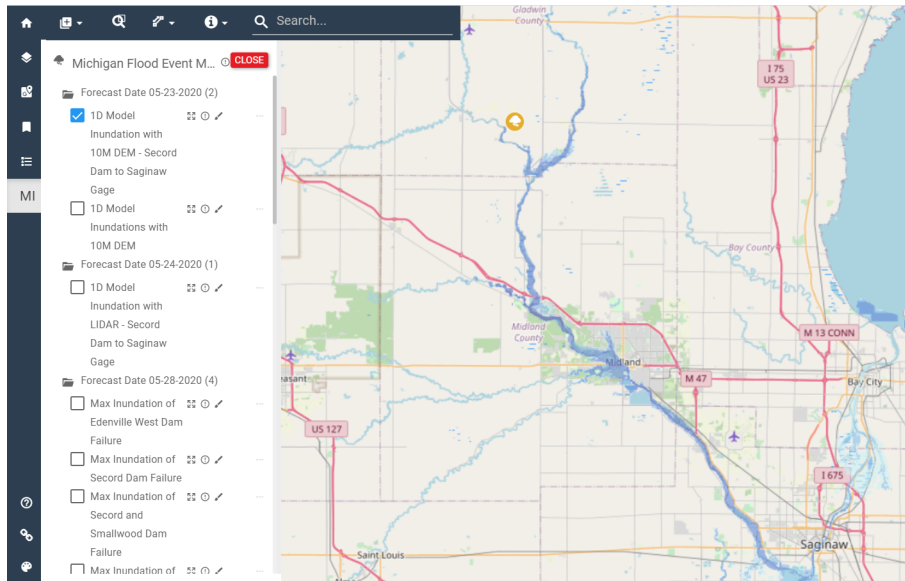 Search...
MI
Michigan Flood Event M...
CLOSE
Forecast Date 05-23-2020 (2)
1D Model
Inundation with
10M DEM - Secord
Dam to Saginaw
Gage
1D Model
Inundations with
10M DEM
Forecast Date 05-24-2020 (1)
1D Model
Inundation with
LIDAR - Secord
Dam to Saginaw
Gage
Forecast Date 05-28-2020 (4)
Max Inundation of
Edenville West Dam
Failure
Max Inundation of
Secord Dam Failure
Max Inundation of
Secord and
Smallwood Dam
Failure
Max Inundation of
Gladwin
County
I 75
US 23
Bay County
Midland
County
M 13 CONN
Midland
easant
M 47
Bay City
US 127
I 675
Saginaw
Saint Louis